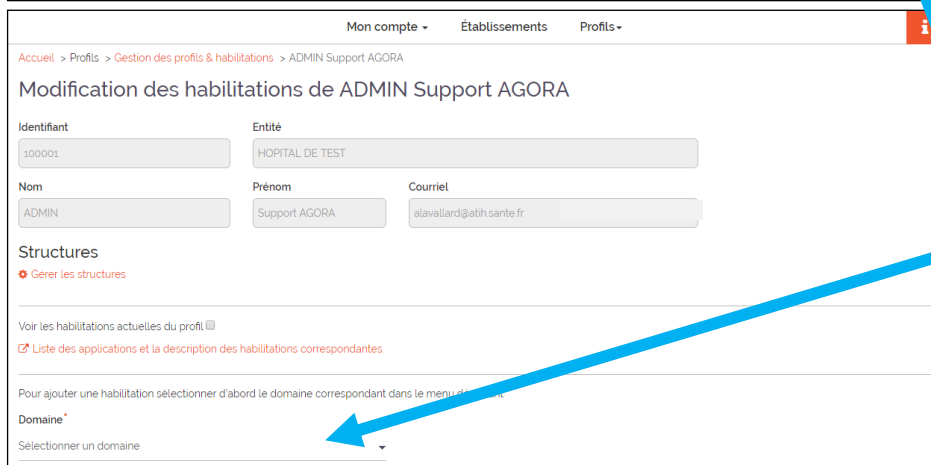 Mon compte Établissements Profils
Accueil > Profils > Gestion des profils & habilitations > ADMIN Support AGORA
Modification des habilitations de ADMIN Support AGORA
Identifiant Entité
100001 HOPITAL DE TEST
Nom Prénom Courriel
ADMIN Support AGORA alavallard@atih.sante.fr
Structures
Gérer les structures
Voir les habilitations actuelles du profil
Liste des applications et la description des habilitations correspondantes.
Pour ajouter une habilitation sélectionner d'abord le domaine correspondant dans le menu
Domaine*
Sélectionner un domaine